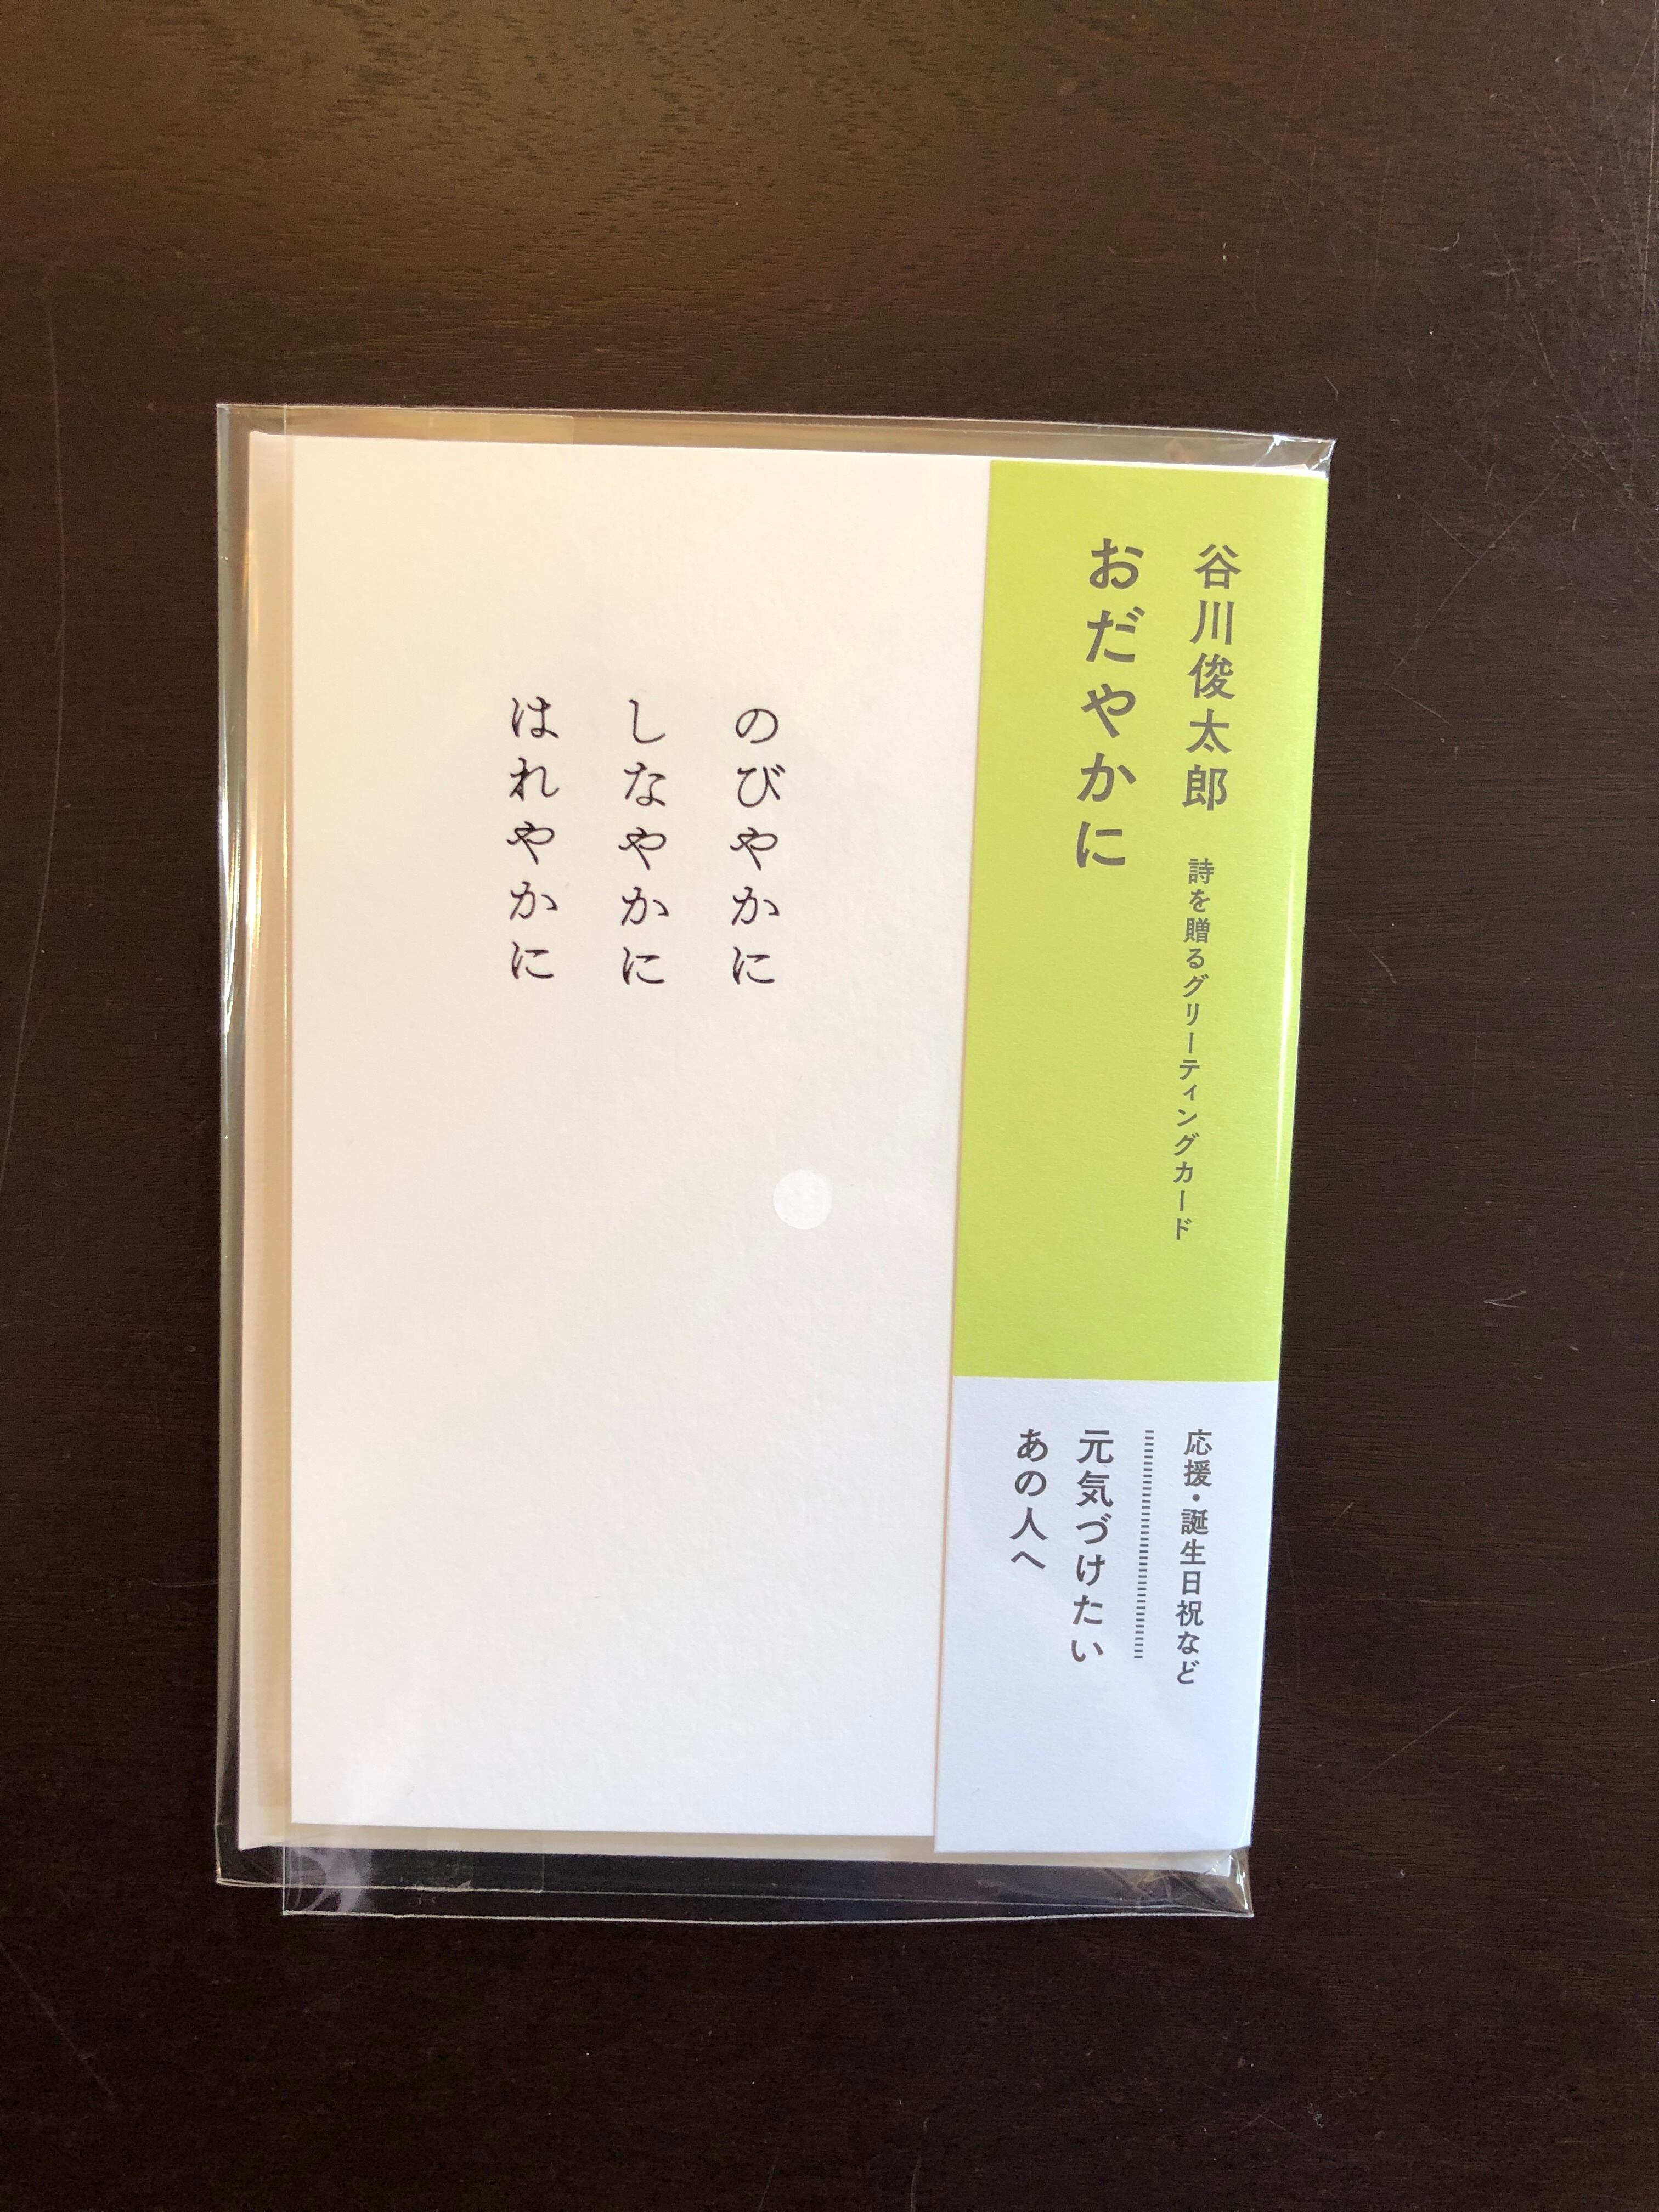 谷川俊太郎 詩を贈るグリーティングカード
おだやかに
応援・誕生日祝など
元気づけたい
あの人へ
のびやかに
しなやかに
はれやかに